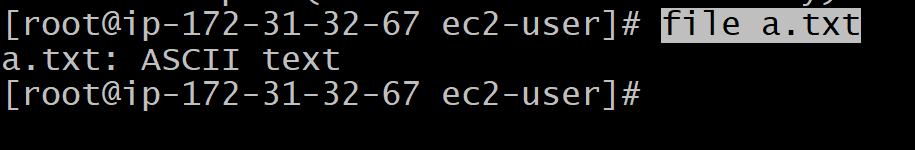 [root@ip-172-31-32-67 ec2-user]# file a.txt
a.txt: ASCII text
[root@ip-172-31-32-67 ec2-user]#